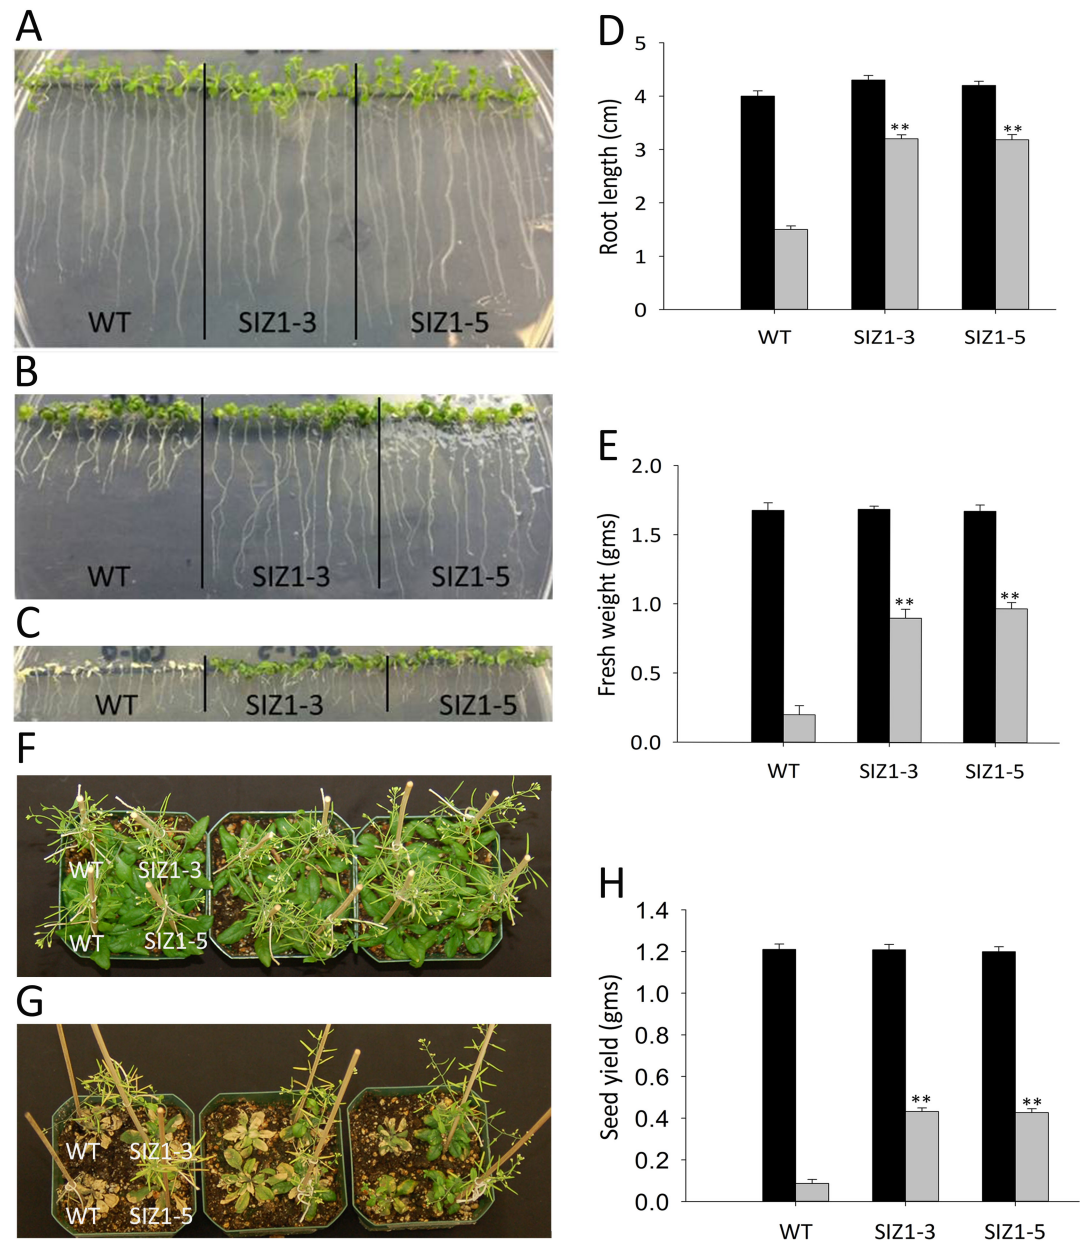 A
WT
SIZ1-3
SIZ1-5
B
WT
SIZ1-3
SIZ1-5
C
WT
SIZ1-3
SIZ1-5
F
WT
SIZ1-3
WT
SIZ1-5
G
WT
SIZ1-3
WT
SIZ1-5
D
Root length (cm)
5
4
3
2
1
0
**
**
WT
SIZ1-3
SIZ1-5
E
Fresh weight (gms)
2.0
1.5
1.0
0.5
0.0
**
**
WT
SIZ1-3
SIZ1-5
H
Seed yield (gms)
1.4
1.2
1.0
0.8
0.6
0.4
0.2
0.0
**
**
WT
SIZ1-3
SIZ1-5